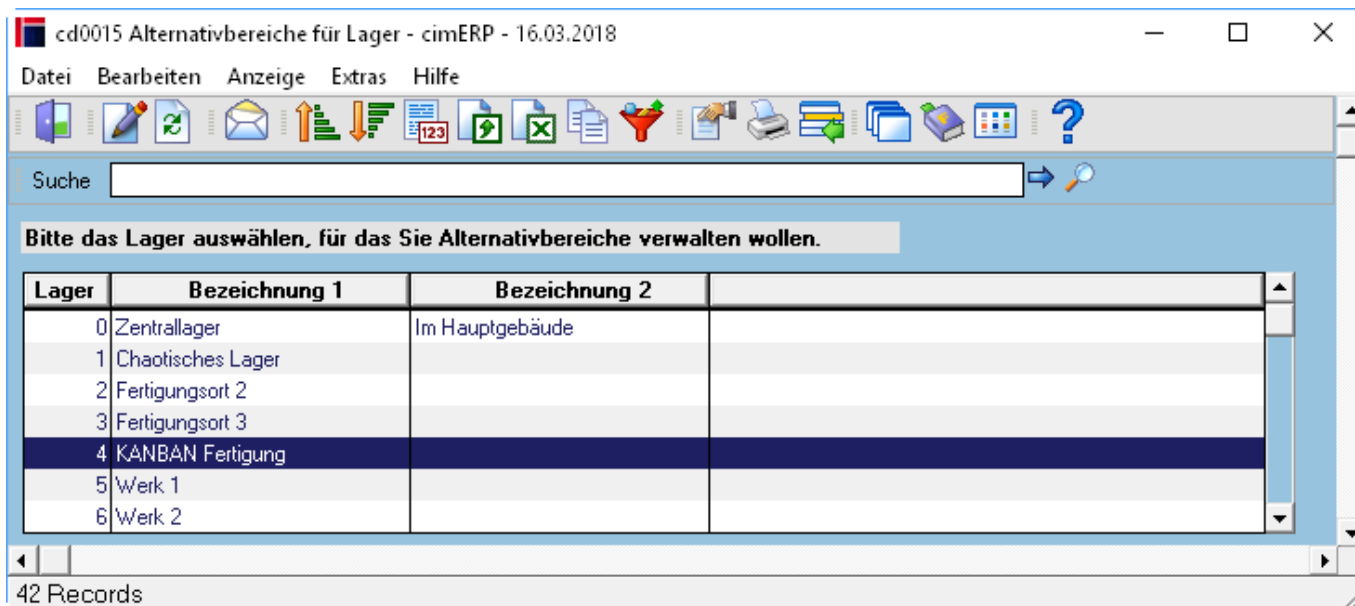 cd0015 Alternativbereiche für Lager - cimERP - 16.03.2018
Datei Bearbeiten Anzeige Extras Hilfe
123
Suche
Bitte das Lager auswählen, für das Sie Alternativbereiche verwalten wollen.
Lager Bezeichnung 1 Bezeichnung 2
0 Zentrallager Im Hauptgebäude
1 Chaotisches Lager
2 Fertigungsort 2
3 Fertigungsort 3
4 KANBAN Fertigung
5 Werk 1
6 Werk 2
42 Records